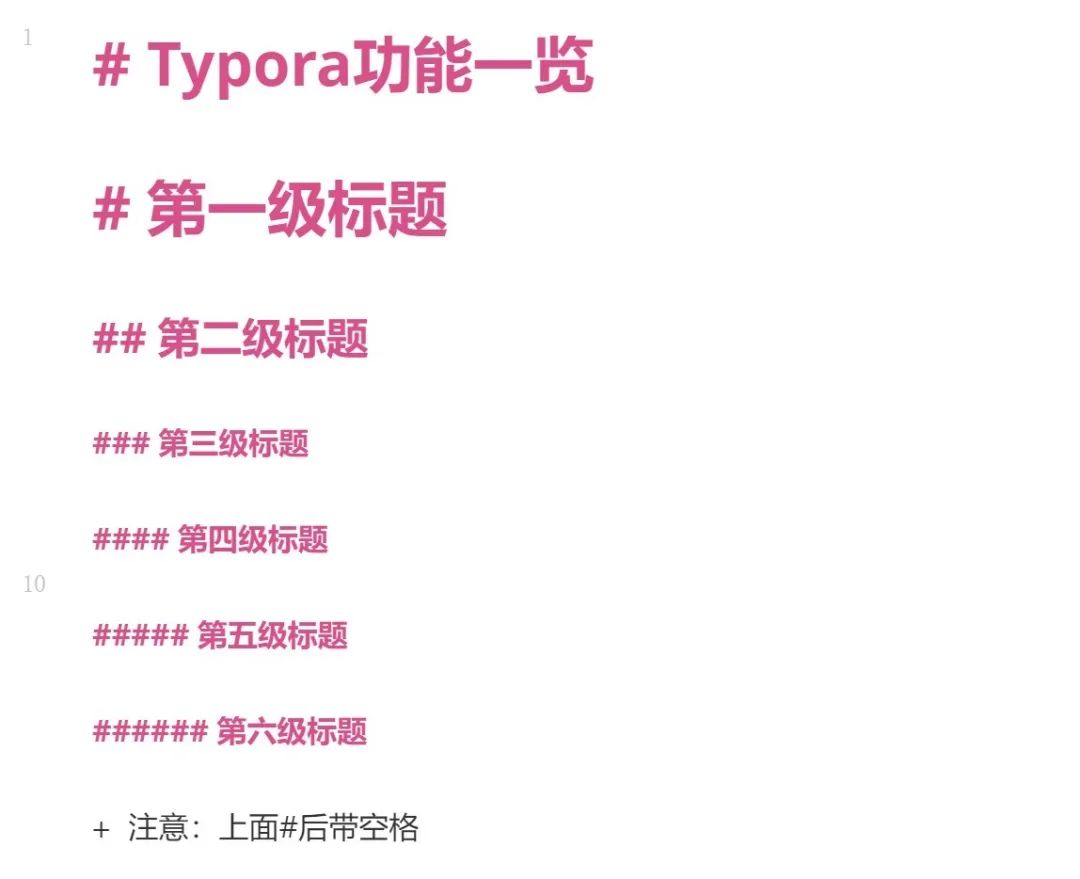 1
# Typora功能一览
# 第一级标题
## 第二级标题
### 第三级标题
#### 第四级标题
10
##### 第五级标题
###### 第六级标题
+ 注意：上面#后带空格